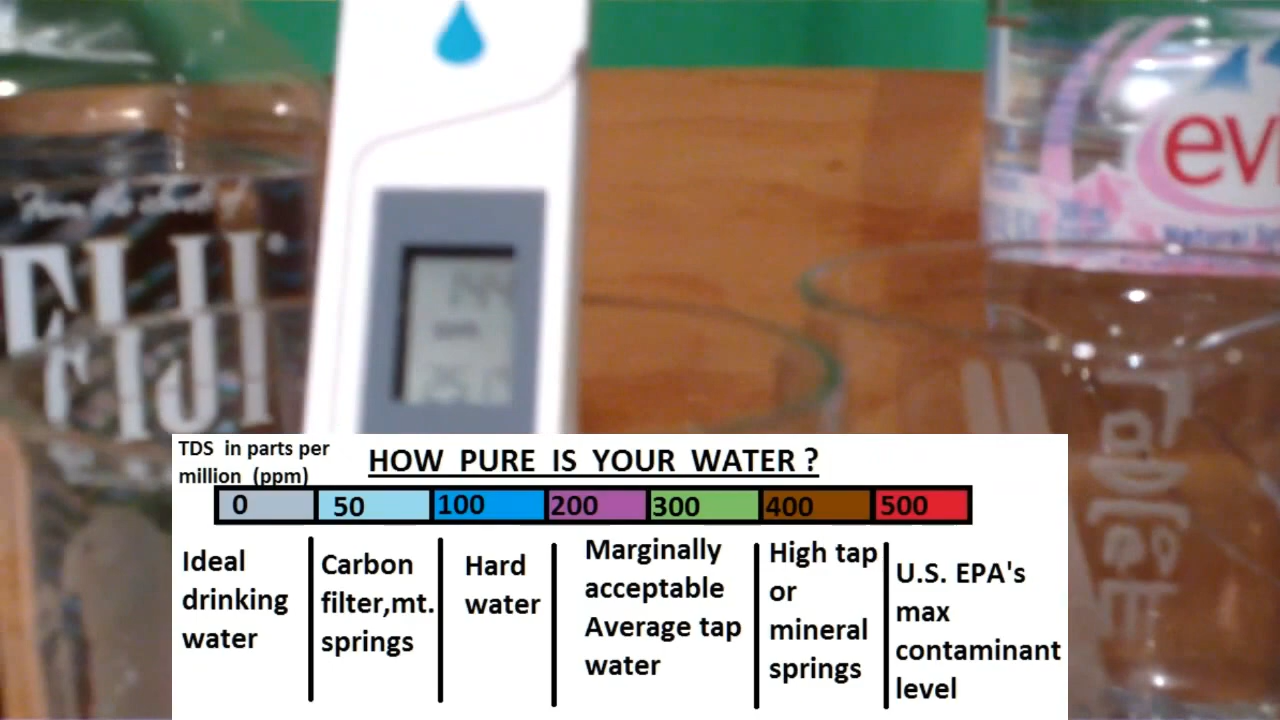 FIJI
FIJI
evi
TDS in parts per
million (ppm)
HOW PURE IS YOUR WATER ?
0 50 100 200 300 400 500
Ideal
drinking
water
Carbon
filter,mt.
springs
Hard
water
Marginally
acceptable
Average tap
water
High tap
or
mineral
springs
U.S. EPA's
max
contaminant
level